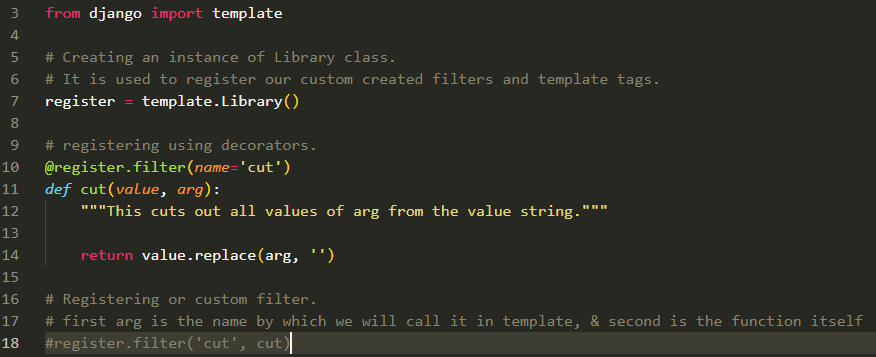 3 from django import template
4
5 # Creating an instance of Library class.
6 # It is used to register our custom created filters and template tags.
7 register = template.Library()
8
9 # registering using decorators.
10 @register.filter(name='cut')
11 def cut(value, arg):
12     """This cuts out all values of arg from the value string."""
13
14     return value.replace(arg, '')
15
16 # Registering or custom filter.
17 # first arg is the name by which we will call it in template, & second is the function itself
18 #register.filter('cut', cut)